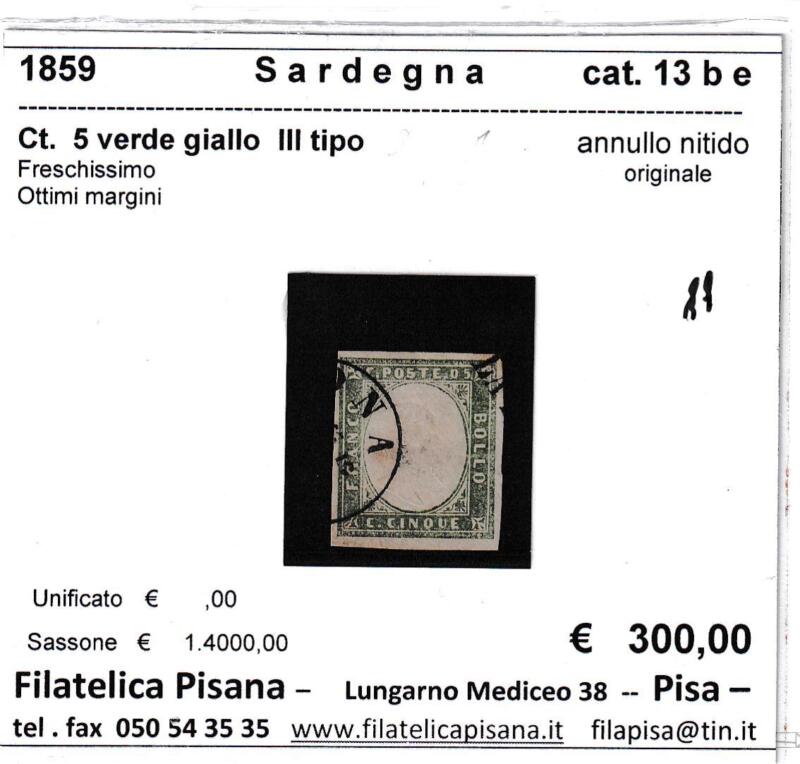 1859 Sardegna cat. 13 b e
--------------------------------------------------------------------------------
Ct. 5 verde giallo III tipo annullo nitido
Freschissimo originale
Ottimi margini
C. POSTE. 05
FRANCO
BOLLO
C. CINQUE
ONA
Unificato € ,00
Sassone € 1.4000,00 € 300,00
Filatelica Pisana – Lungarno Mediceo 38 -- Pisa –
tel . fax 050 54 35 35 www.filatelicapisana.it filapisa@tin.it